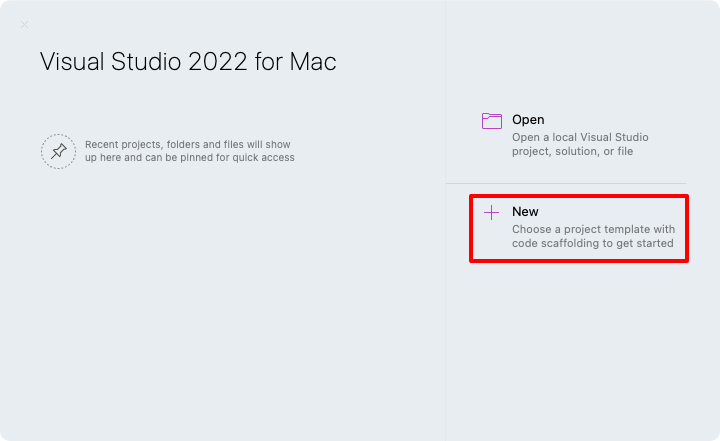 Visual Studio 2022 for Mac
Recent projects, folders and files will show
up here and can be pinned for quick access
Open
Open a local Visual Studio
project, solution, or file
New
Choose a project template with
code scaffolding to get started